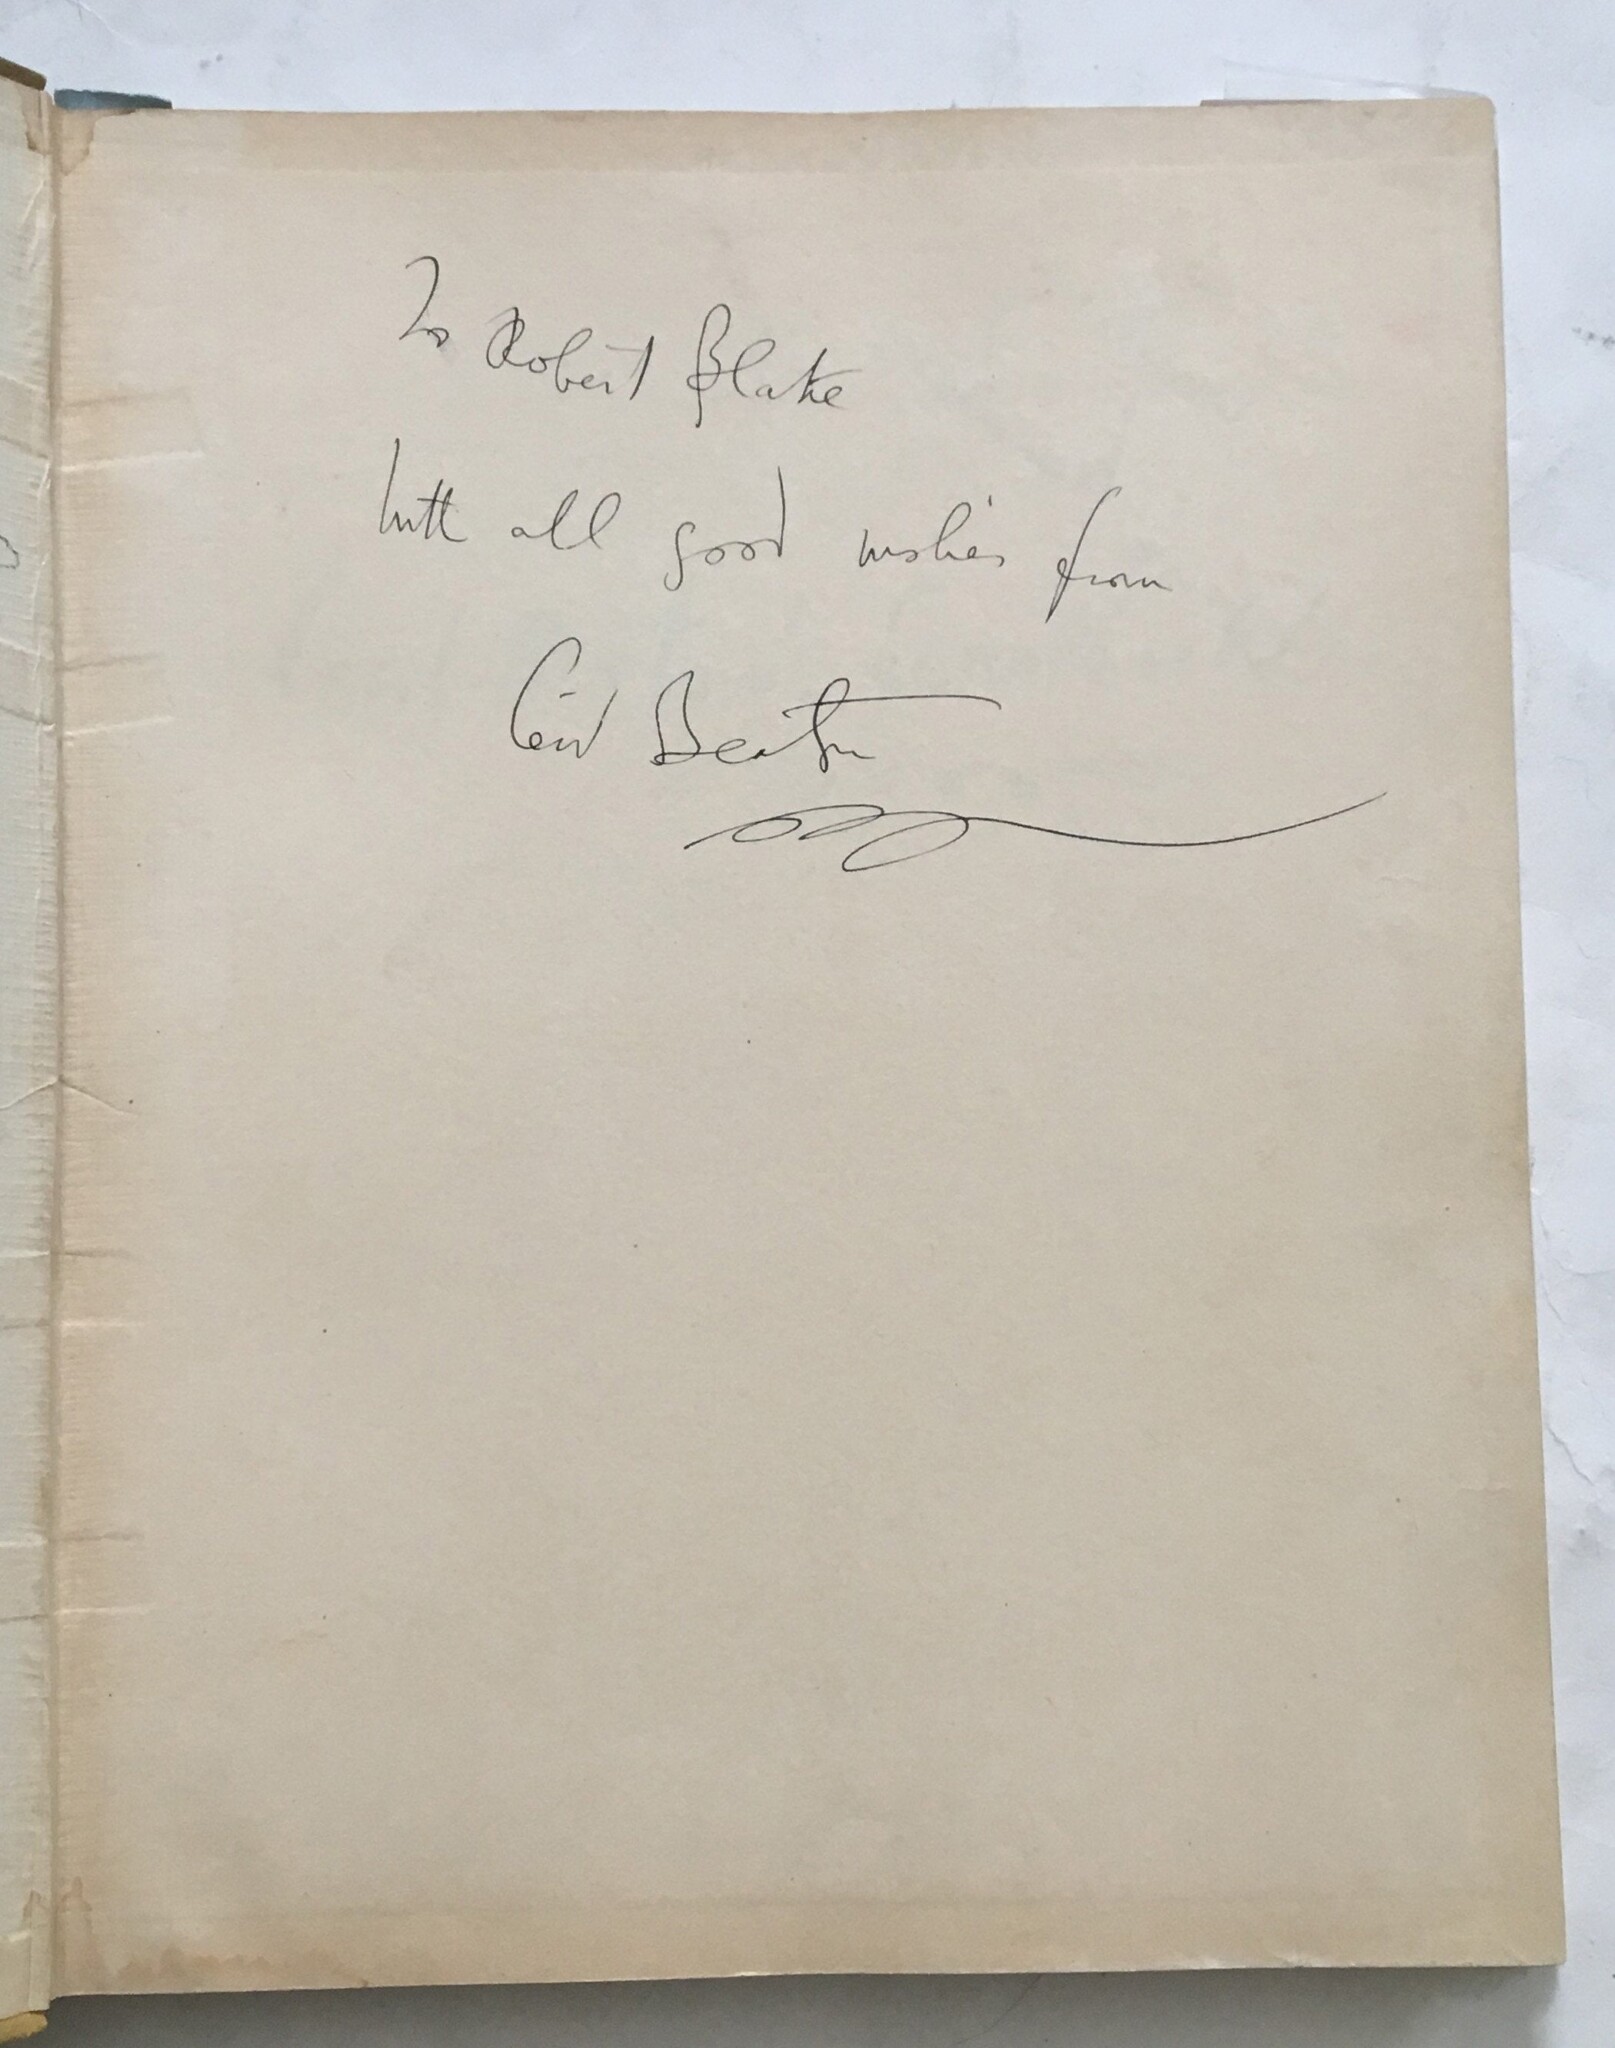 To Robert Blake
with all good wishes from
Cecil Beaton